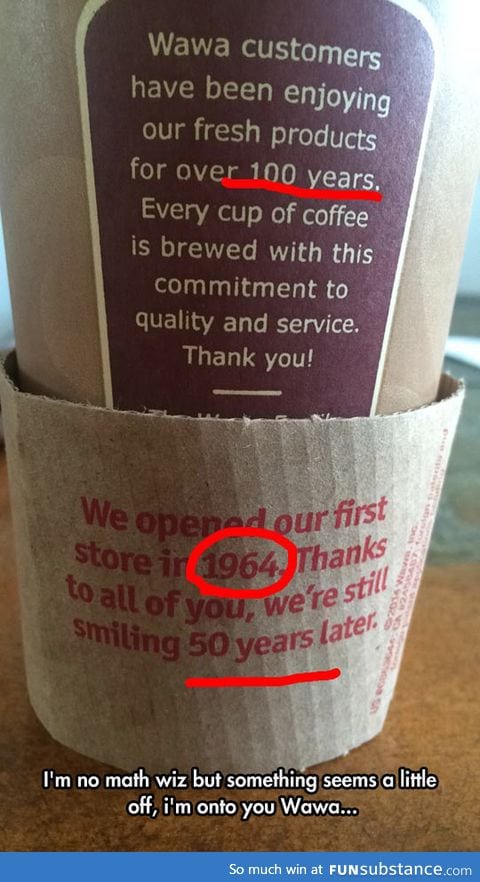 Wawa customers
have been enjoying
our fresh products
for over 100 years.
Every cup of coffee
is brewed with this
commitment to
quality and service.
Thank you!
We opened our first
store in 1964. Thanks
to all of you, we're still
smiling 50 years later.
I'm no math wiz but something seems a little
off, i'm onto you Wawa...
So much win at FUNsubstance.com